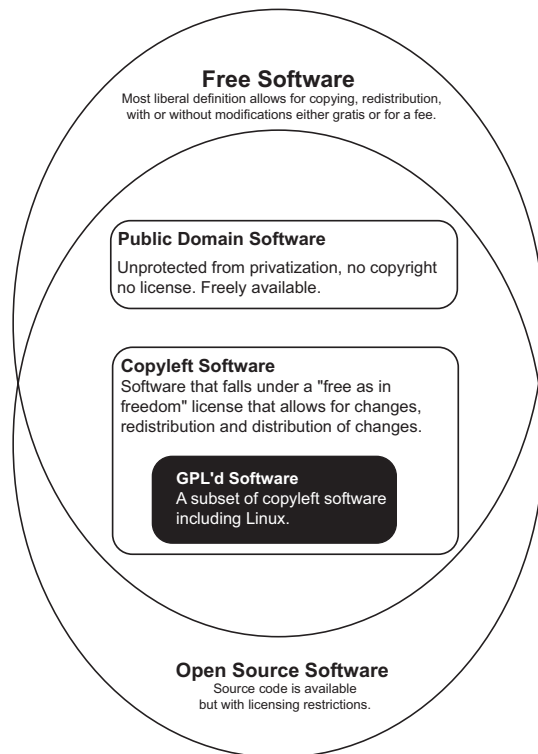 Free Software
Most liberal definition allows for copying, redistribution,
with or without modifications either gratis or for a fee.
Public Domain Software
Unprotected from privatization, no copyright
no license. Freely available.
Copyleft Software
Software that falls under a "free as in
freedom" license that allows for changes,
redistribution and distribution of changes.
GPL'd Software
A subset of copyleft software
including Linux.
Open Source Software
Source code is available
but with licensing restrictions.